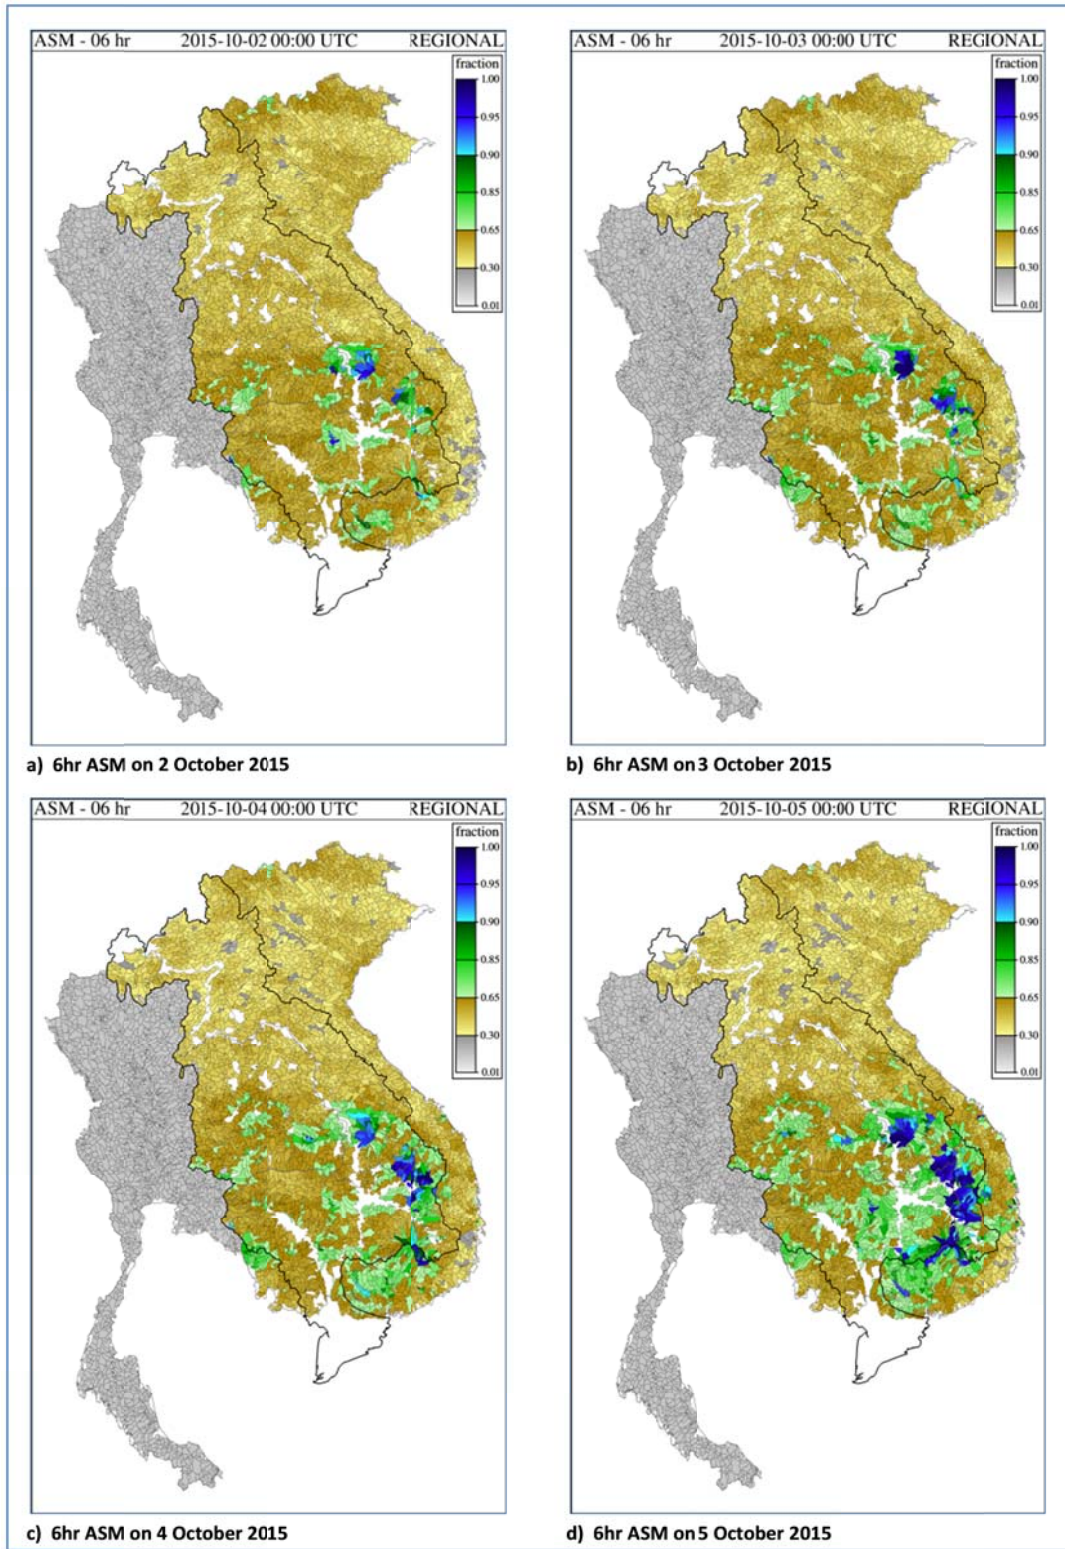 ASM - 06 hr 2015-10-02 00:00 UTC REGIONAL
fraction
1.00
0.95
0.90
0.85
0.65
0.30
0.01
a) 6hr ASM on 2 October 2015
ASM - 06 hr 2015-10-03 00:00 UTC REGIONAL
fraction
1.00
0.95
0.90
0.85
0.65
0.30
0.01
b) 6hr ASM on 3 October 2015
ASM - 06 hr 2015-10-04 00:00 UTC REGIONAL
fraction
1.00
0.95
0.90
0.85
0.65
0.30
0.01
c) 6hr ASM on 4 October 2015
ASM - 06 hr 2015-10-05 00:00 UTC REGIONAL
fraction
1.00
0.95
0.90
0.85
0.65
0.30
0.01
d) 6hr ASM on 5 October 2015